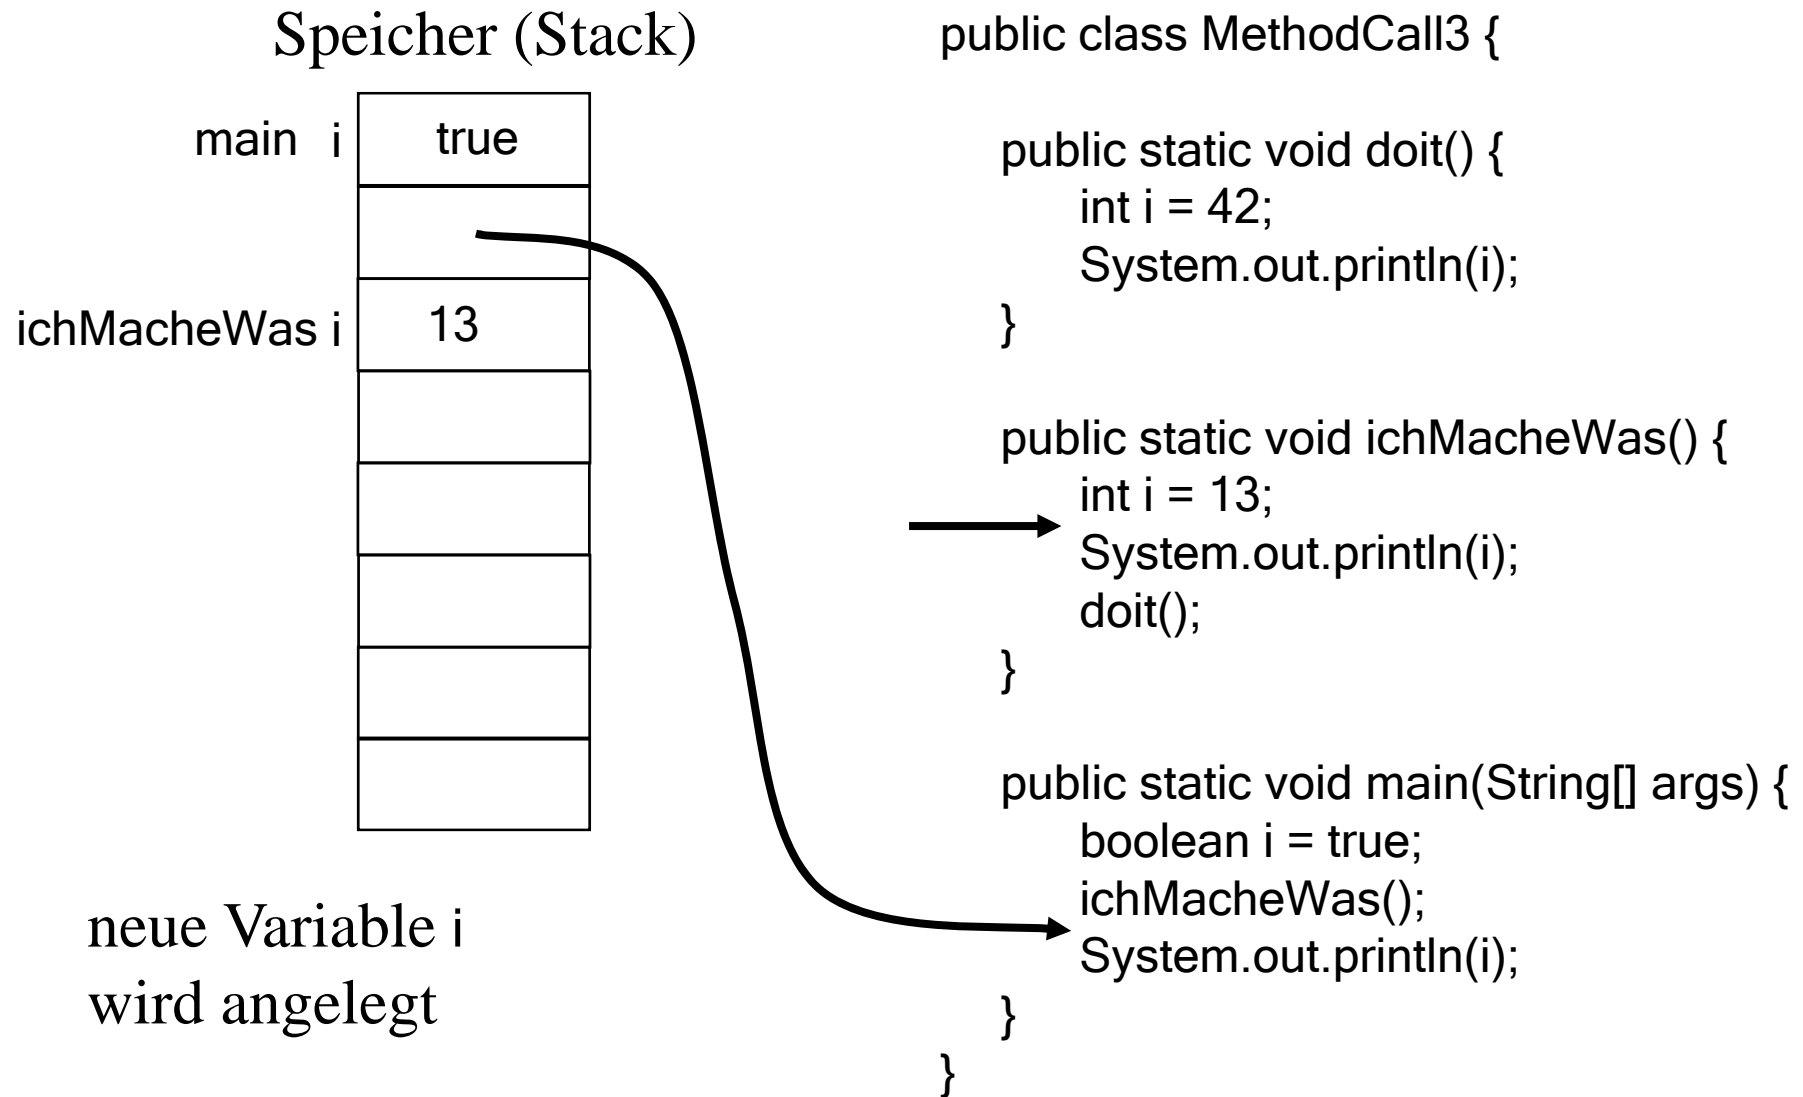 Speicher (Stack)
main i true
ichMacheWas i 13
neue Variable i
wird angelegt
public class MethodCall3 {
public static void doit() {
int i = 42;
System.out.println(i);
}
public static void ichMacheWas() {
int i = 13;
System.out.println(i);
doit();
}
public static void main(String[] args) {
boolean i = true;
ichMacheWas();
System.out.println(i);
}
}